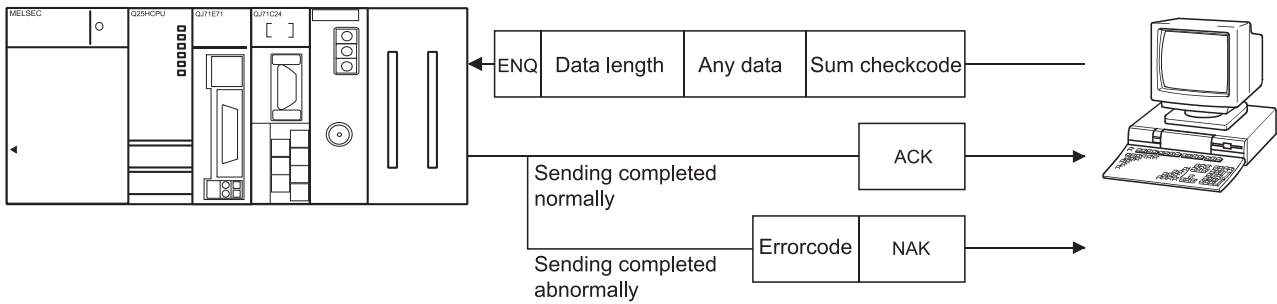 MELSEC
Q25HCPU
QJ71E71
QJ71C24
ENQ
Data length
Any data
Sum checkcode
ACK
Sending completed
normally
Errorcode
NAK
Sending completed
abnormally